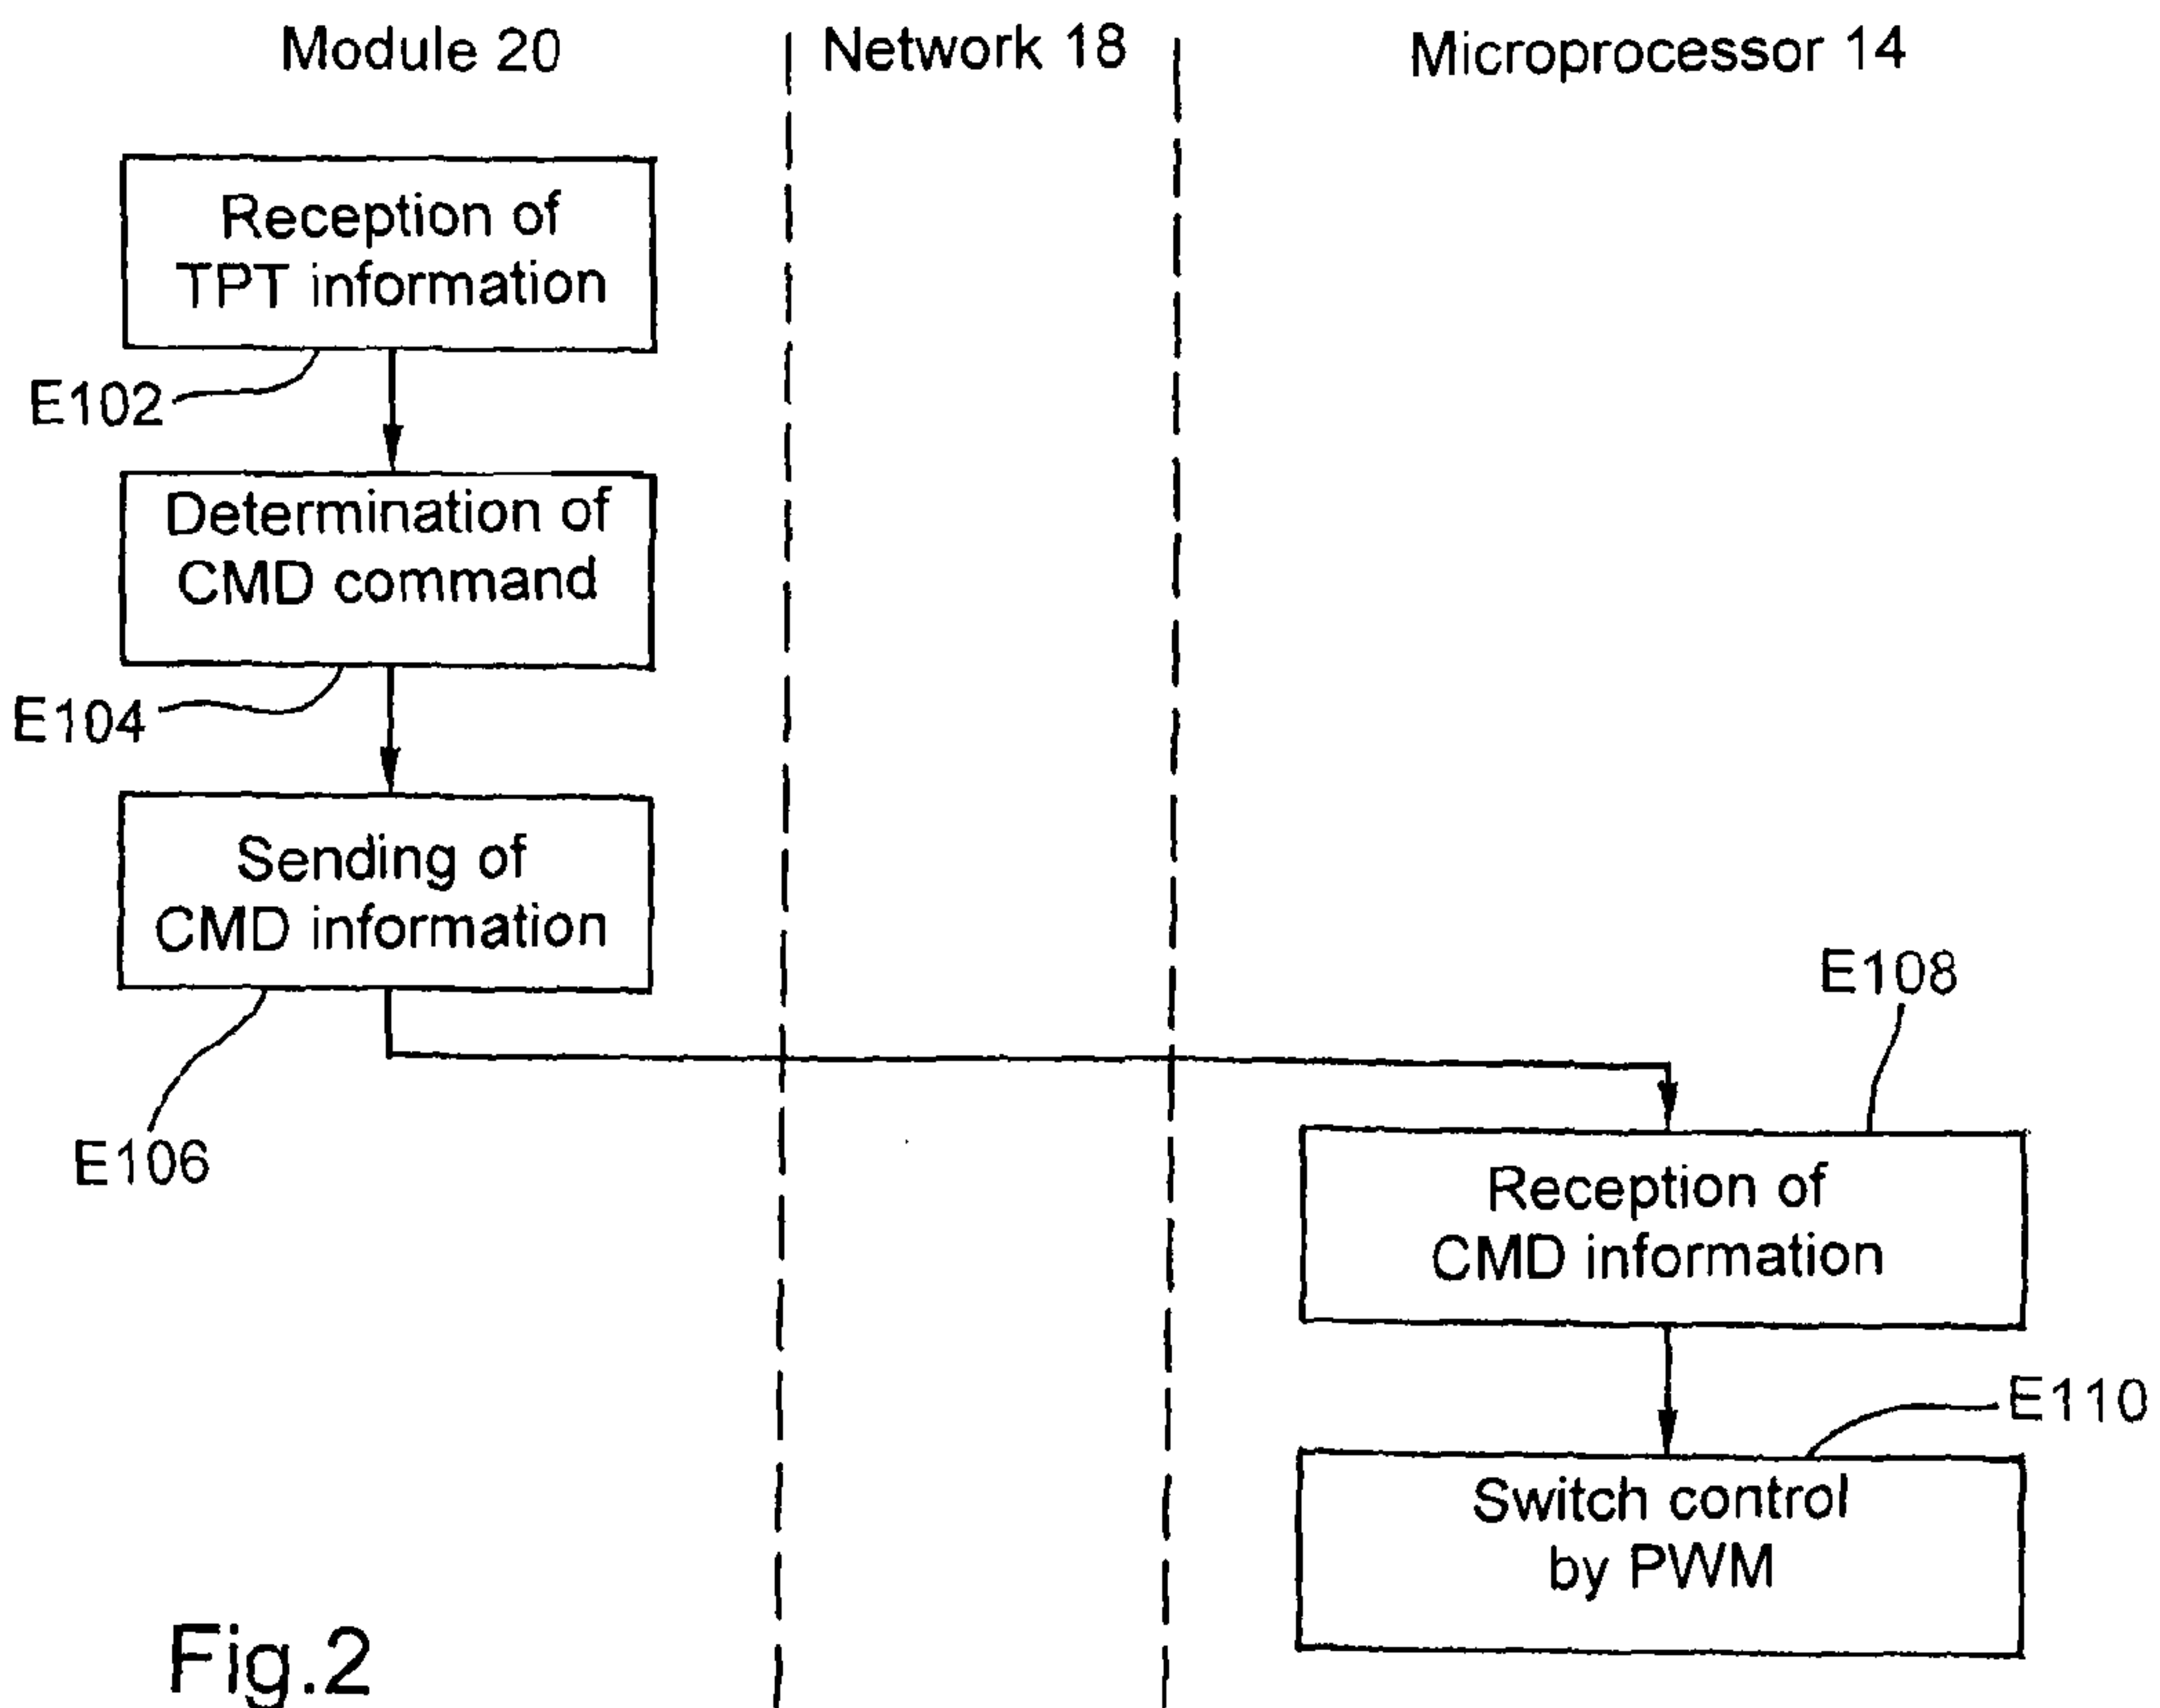 Module 20
Network 18
Microprocessor 14
Reception of
TPT information
E102
Determination of
CMD command
E104
Sending of
CMD information
E106
E108
Reception of
CMD information
E110
Switch control
by PWM
Fig.2